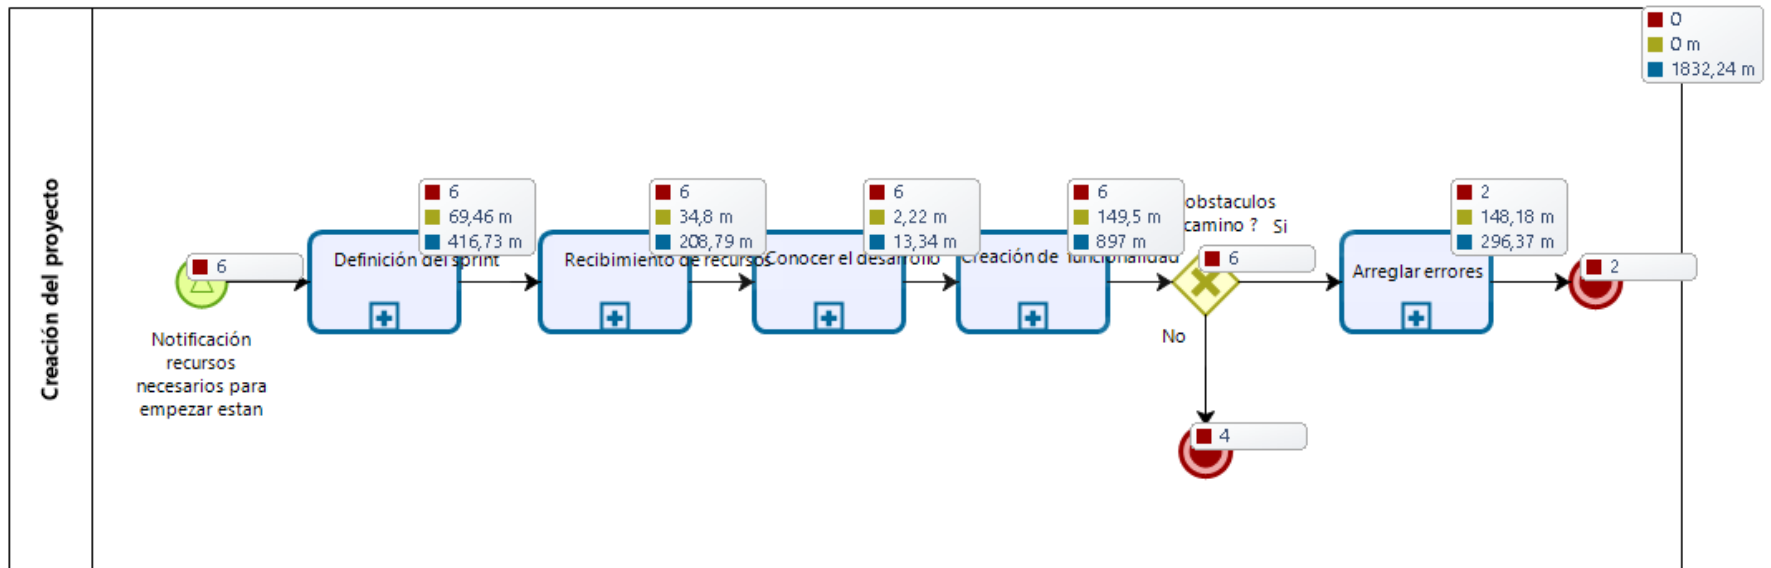 Creación del proyecto
0
0 m
1832,24 m
6
69,46 m
416,73 m
6
34,8 m
208,79 m
6
2,22 m
13,34 m
6
149,5 m
897 m
obstaculos
camino ?
Si
2
148,18 m
296,37 m
6
Definición del sprint
Recibimiento de recursos
Conocer el desarrollo
Creación de funcionalidad
6
Arreglar errores
2
Notificación
recursos
necesarios para
empezar estan
No
4